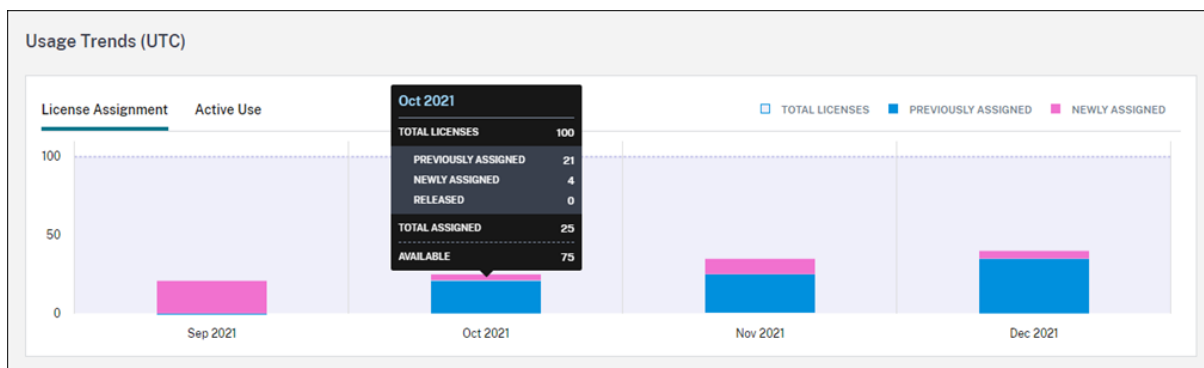 Usage Trends (UTC)
License Assignment
Active Use
TOTAL LICENSES
PREVIOUSLY ASSIGNED
NEWLY ASSIGNED
Oct 2021
TOTAL LICENSES 100
PREVIOUSLY ASSIGNED 21
NEWLY ASSIGNED 4
RELEASED 0
TOTAL ASSIGNED 25
AVAILABLE 75
100
50
0
Sep 2021
Oct 2021
Nov 2021
Dec 2021